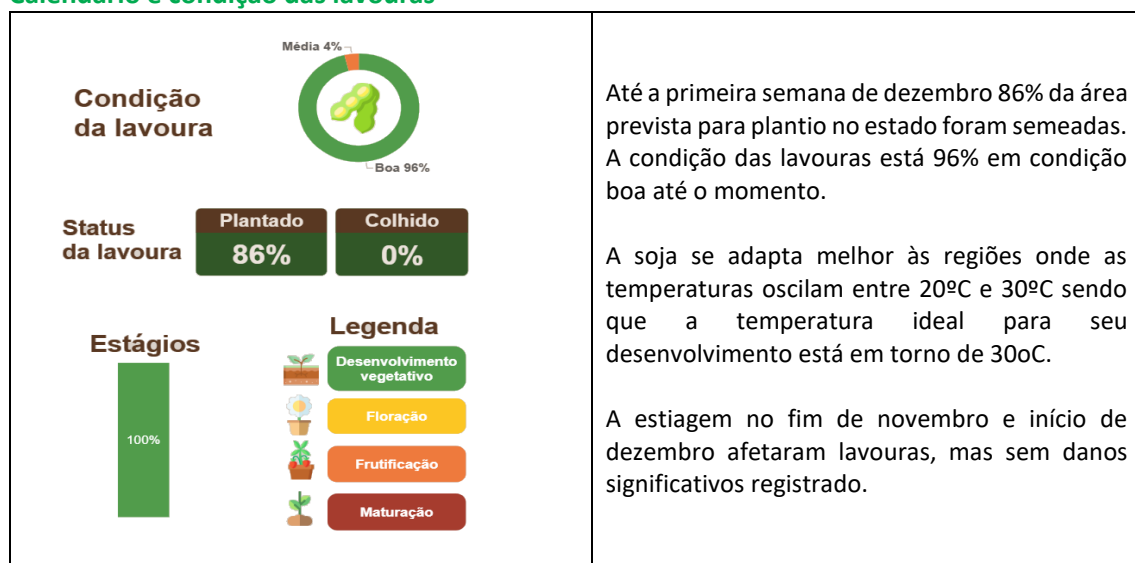 Calendário e condição das lavouras
Média 4%
Condição
da lavoura
Boa 96%
Status
da lavoura
Plantado
86%
Colhido
0%
Estágios
100%
Legenda
Desenvolvimento
vegetativo
Floração
Frutificação
Maturação
Até a primeira semana de dezembro 86% da área
prevista para plantio no estado foram semeadas.
A condição das lavouras está 96% em condição
boa até o momento.
A soja se adapta melhor às regiões onde as
temperaturas oscilam entre 20ºC e 30ºC sendo
que a temperatura ideal para seu
desenvolvimento está em torno de 30oC.
A estiagem no fim de novembro e início de
dezembro afetaram lavouras, mas sem danos
significativos registrado.